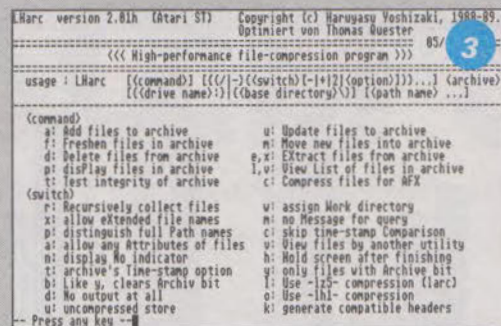 LHarc version 2.01h (Atari ST) Copyright (c) Haruyasu Yoshizaki, 1988-89.
Optimiert von Thomas Quester
05/
3
<<< High-performance file-compression program >>>
usage : LHarc [<command>] [{{/|-}{<switch>[-|+|2|<option>]}}...] <archive>
[{<drive name>:}|{<base directory>\}] [<path name> ...]
<command>
a: Add files to archive u: Update files to archive
f: Freshen files in archive m: Move new files into archive
d: Delete files from archive e,x: EXtract files from archive
p: disPlay files in archive l,v: View List of files in archive
t: Test integrity of archive c: Compress files for AFX
<switch>
r: Recursively collect files w: assign Work directory
x: allow eXtended file names m: no Message for query
p: distinguish full Path names c: skip time-stamp Comparison
a: allow any Attributes of files v: View files by another utility
n: display No indicator h: Hold screen after finishing
t: archive's Time-stamp option y: only files with Archive bit
b: Like y, clears Archiv bit l: Use -lz5- compression (larc)
d: No output at all o: Use -lh1- compression
u: uncompressed store k: generate compatible headers
-- Press any key --